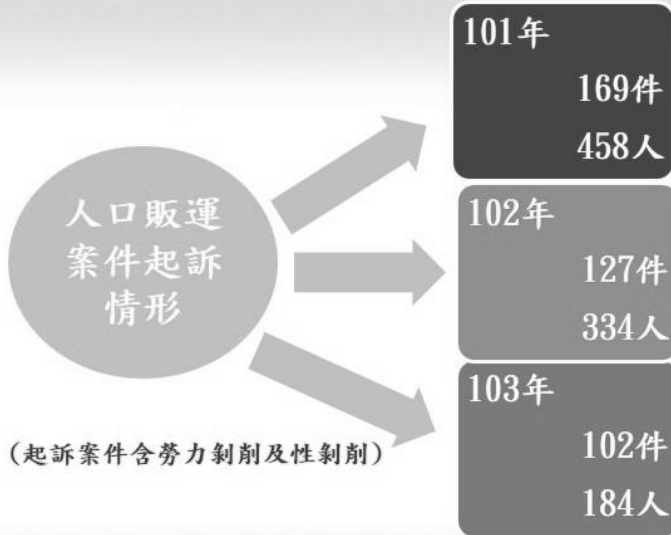 人口販運
案件起訴
情形
(起訴案件含勞力剝削及性剝削)
101年
169件
458人
102年
127件
334人
103年
102件
184人